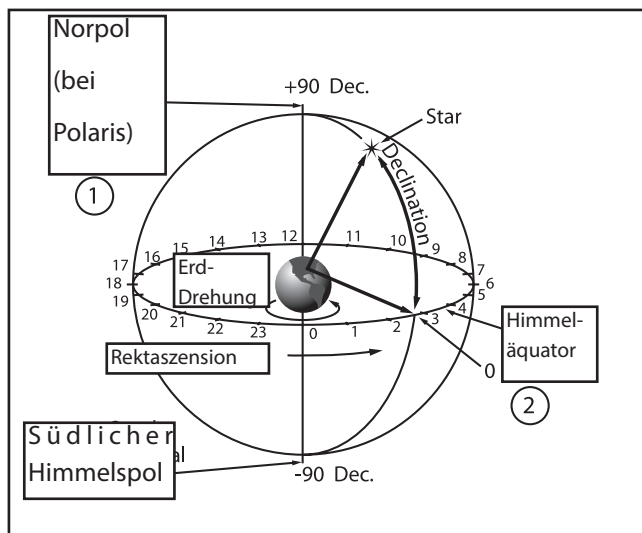 Norpol
(bei
Polaris)
1
+90 Dec.
Star
Declination
12
11
10
9
8
7
6
5
4
3
2
1
0
23
22
21
20
19
18
17
16
15
14
13
Erd-
Drehung
Rektaszension
0
Himmel-
äquator
2
Südlicher
Himmelspol
al
-90 Dec.